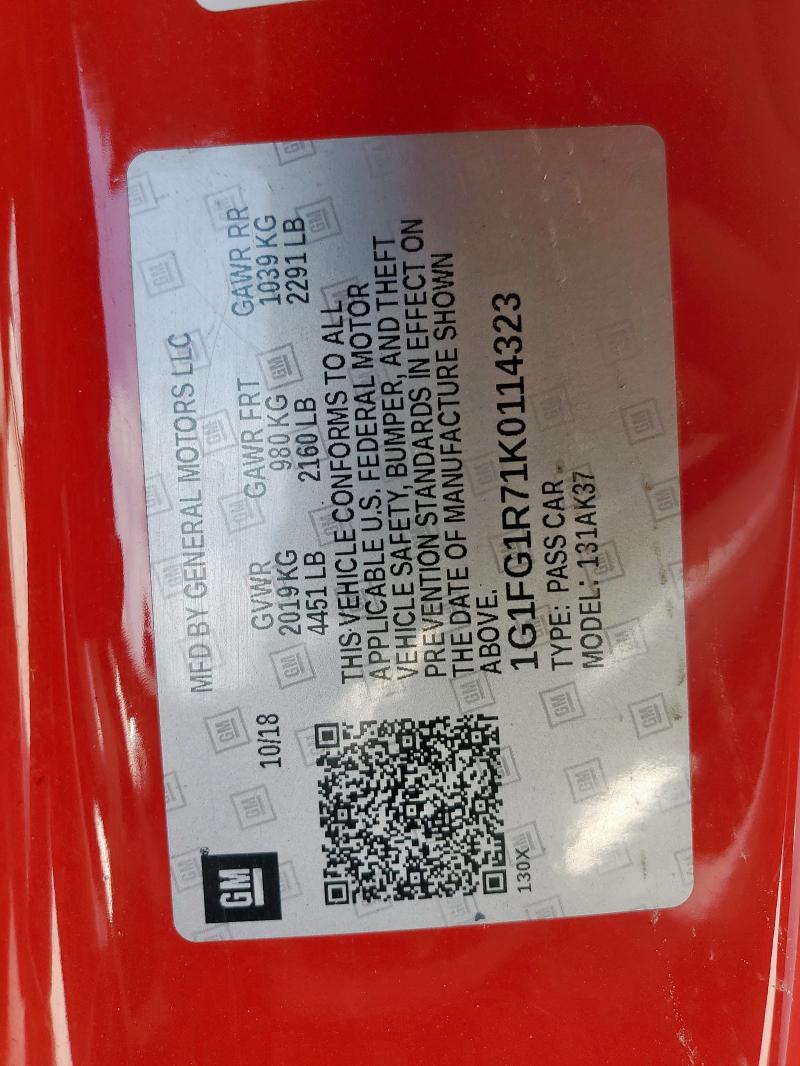 GM
MFD BY GENERAL MOTORS LLC
10/18
GVWR GAWR FRT GAWR RR
2019 KG 980 KG 1039 KG
4451 LB 2160 LB 2291 LB
THIS VEHICLE CONFORMS TO ALL
APPLICABLE U.S. FEDERAL MOTOR
VEHICLE SAFETY, BUMPER, AND THEFT
PREVENTION STANDARDS IN EFFECT ON
THE DATE OF MANUFACTURE SHOWN
ABOVE.
1G1FG1R71K0114323
130X
TYPE: PASS CAR
MODEL: 131AK37